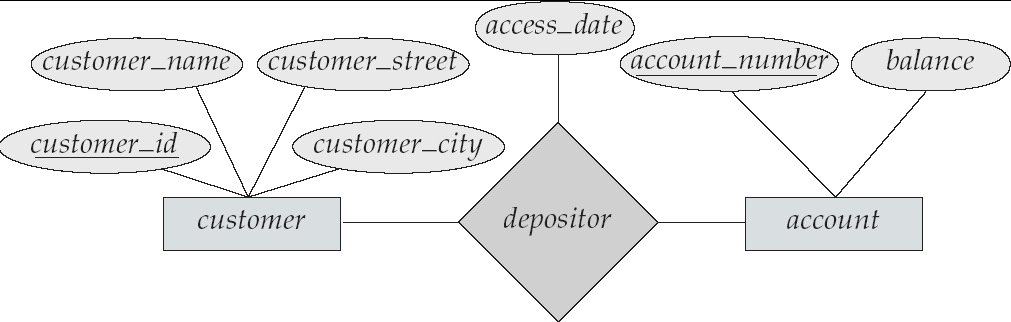 access_date
customer_name
customer_street
account_number
balance
customer_id
customer_city
customer
depositor
account